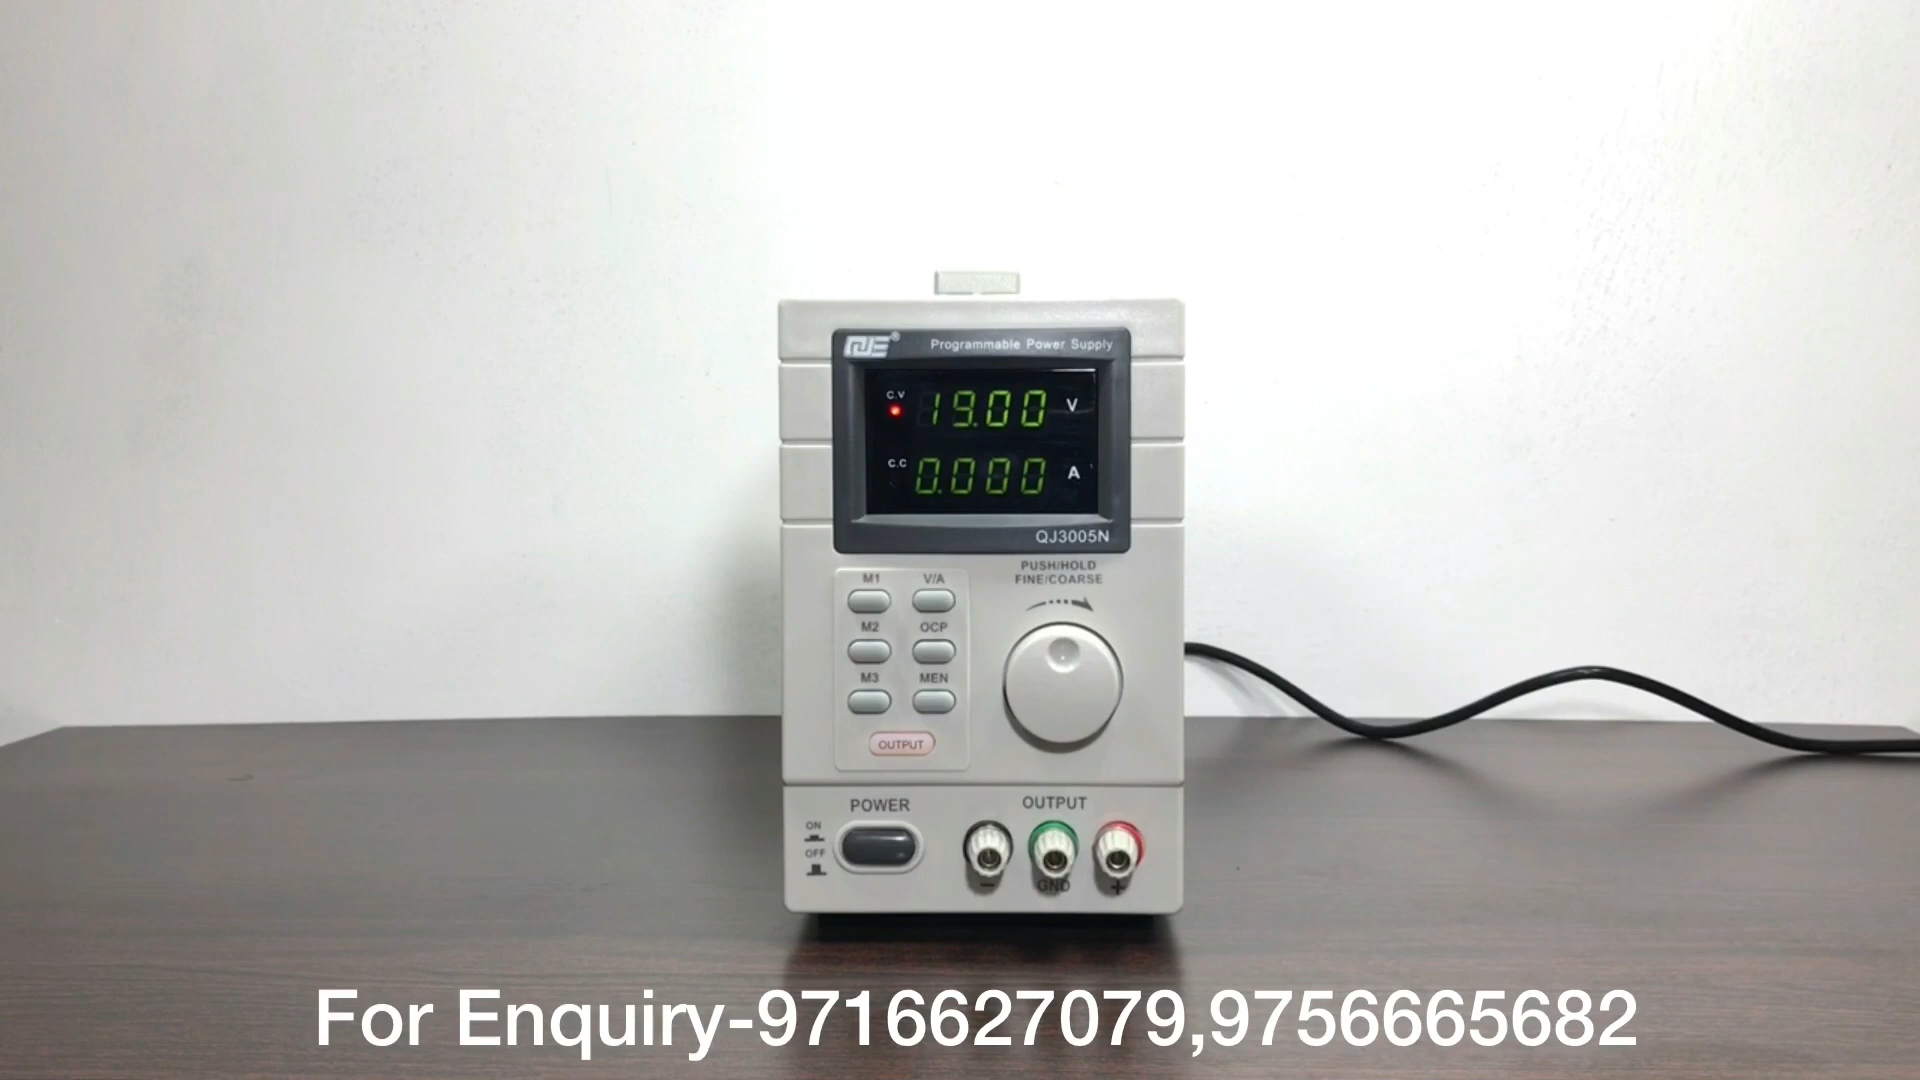 QJE®
Programmable Power Supply
C.V 19.00 V
C.C 0.000 A
QJ3005N
PUSH/HOLD
FINE/COARSE
M1 V/A
M2 OCP
M3 MEN
OUTPUT
POWER
OUTPUT
ON
OFF
- GND +
For Enquiry-9716627079,9756665682